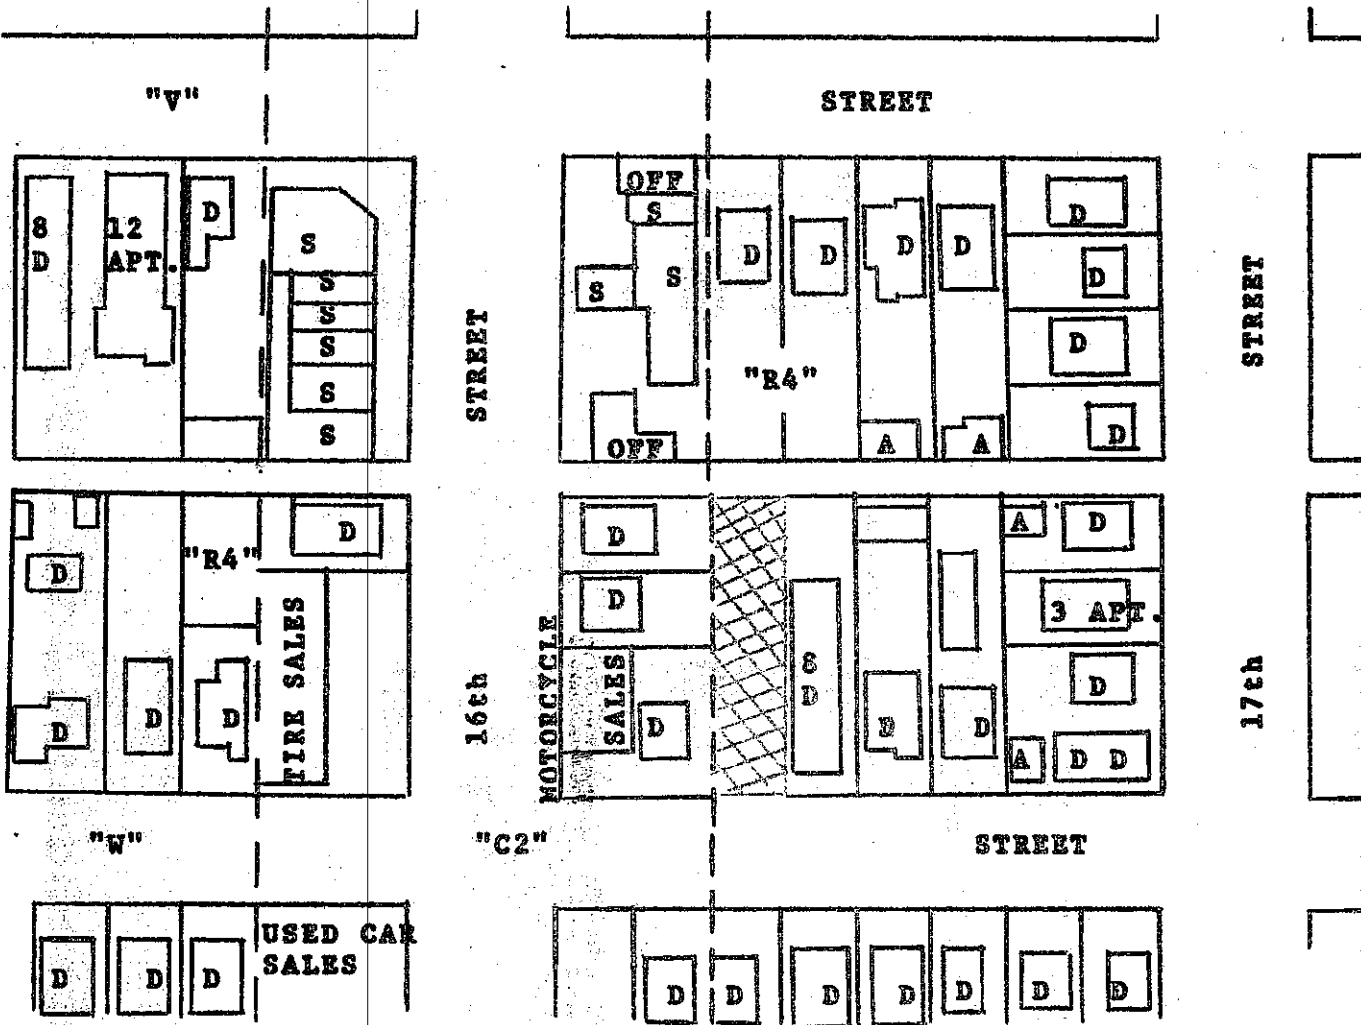 "V" STREET
OFF
D
D
S
8
D
12
APT.
S
D
D
D
D
S
S
S
D
STREET
S
S
STREET
S
D
"R4"
S
S
OFF
A
A
D
D
D
A
D
"R4"
D
D
3 APT.
TIRE SALES
16th
MOTORCYCLE
SALES
8
D
D
17th
D
D
D
D
D
D
A
D D
"W"
"C2"
STREET
USED CAR
SALES
D
D
D
D
D
D
D
D
D
D